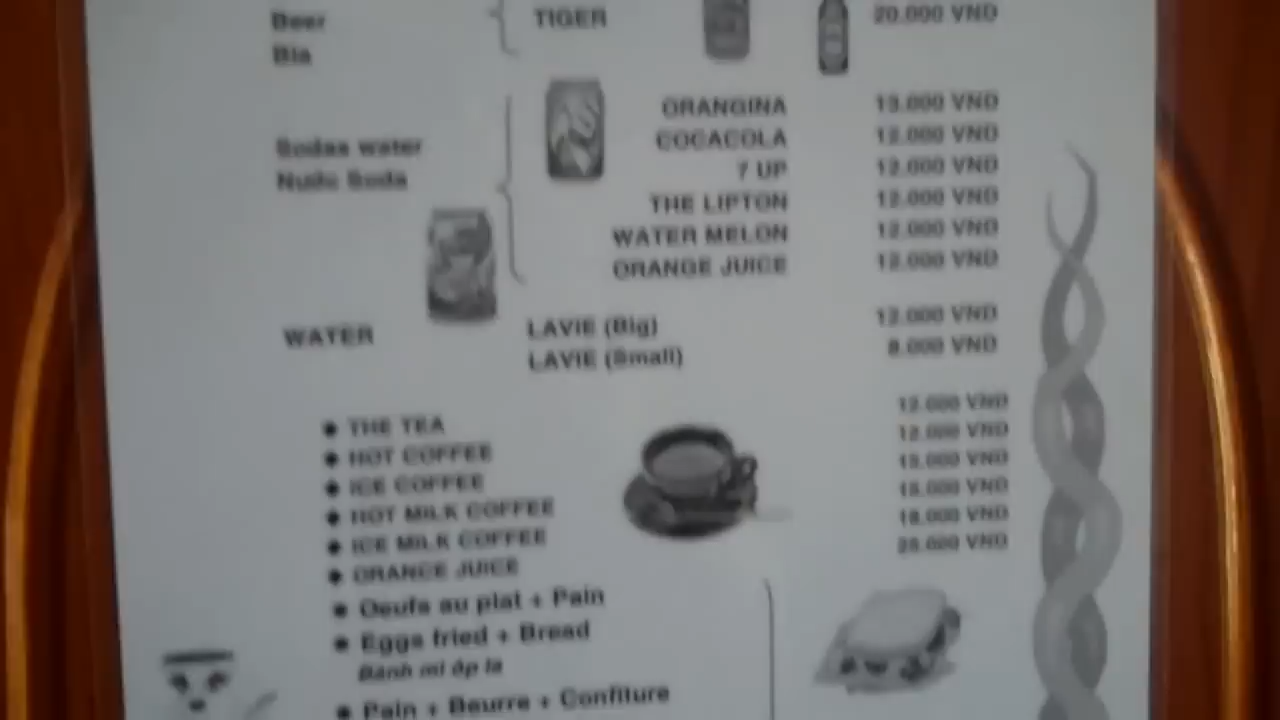 Beer
TIGER 20.000 VND
Bia
ORANGINA 13.000 VND
COCACOLA 12.000 VND
Sodas water
7 UP 12.000 VND
Nước Soda
THE LIPTON 12.000 VND
WATER MELON 12.000 VND
ORANGE JUICE 12.000 VND
WATER
LAVIE (Big) 12.000 VND
LAVIE (Small) 8.000 VND
THE TEA 12.000 VND
HOT COFFEE 12.000 VND
ICE COFFEE 15.000 VND
HOT MILK COFFEE 15.000 VND
ICE MILK COFFEE 18.000 VND
ORANGE JUICE 25.000 VND
Oeufs au plat + Pain
Eggs fried + Bread
Bánh mì ốp la
Pain + Beurre + Confiture